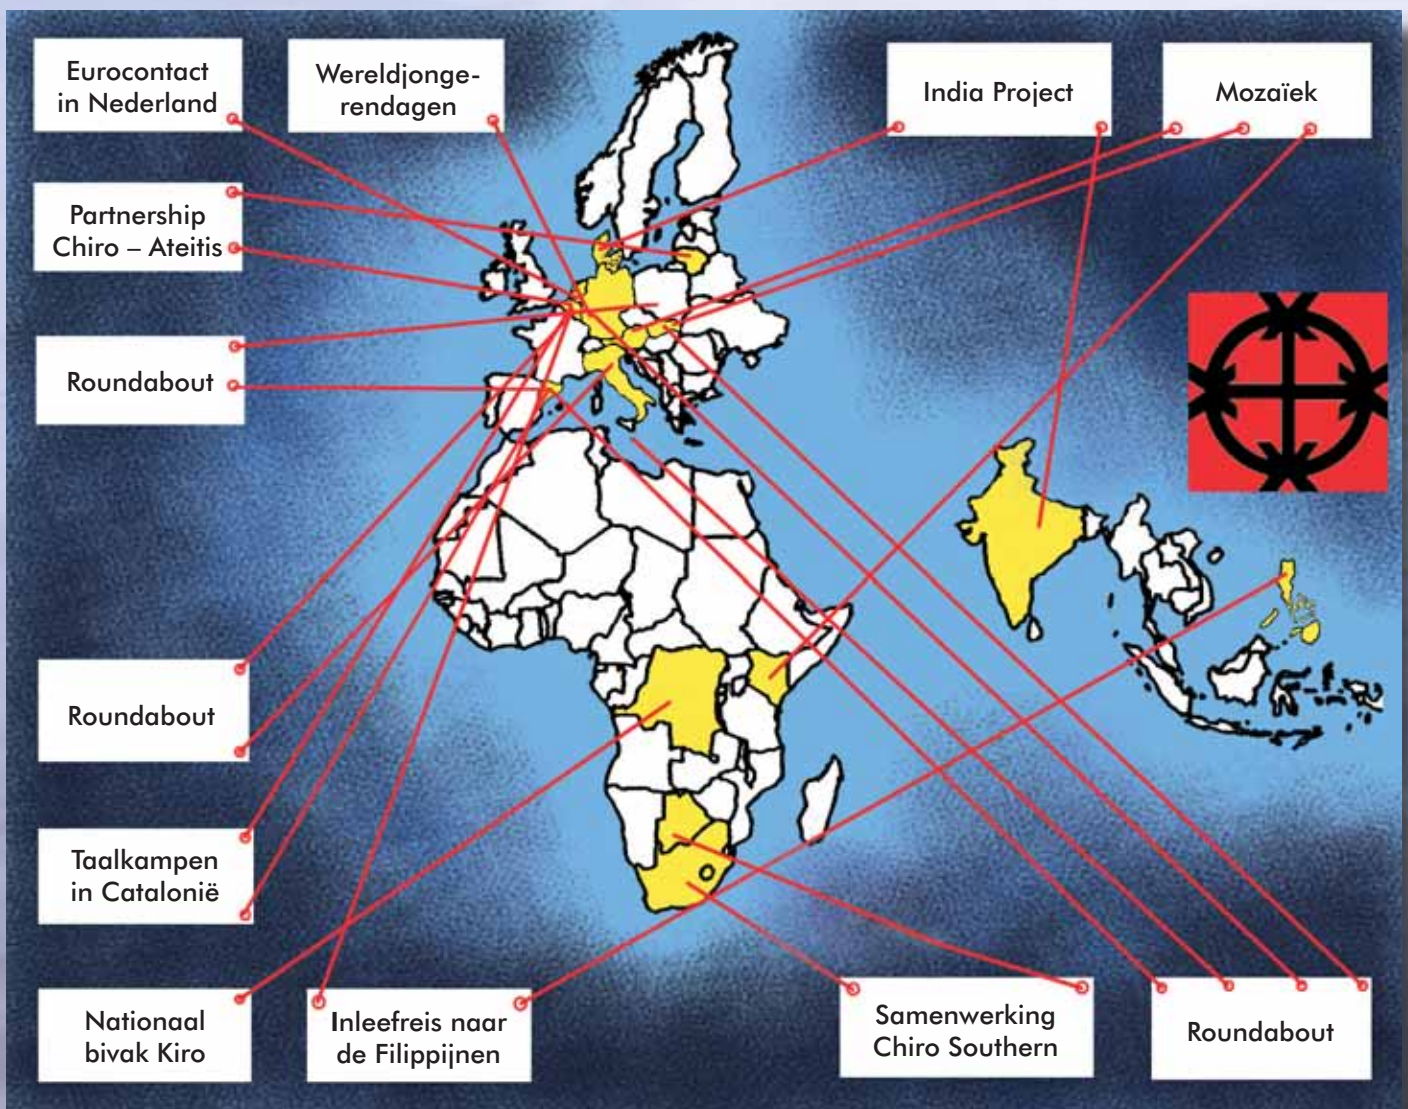 Eurocontact
in Nederland
Wereldjonge-
rendagen
India Project
Mozaïek
Partnership
Chiro – Ateitis
Roundabout
Roundabout
Taalkampen
in Catalonië
Nationaal
bivak Kiro
Inleefreis naar
de Filippijnen
Samenwerking
Chiro Southern
Roundabout